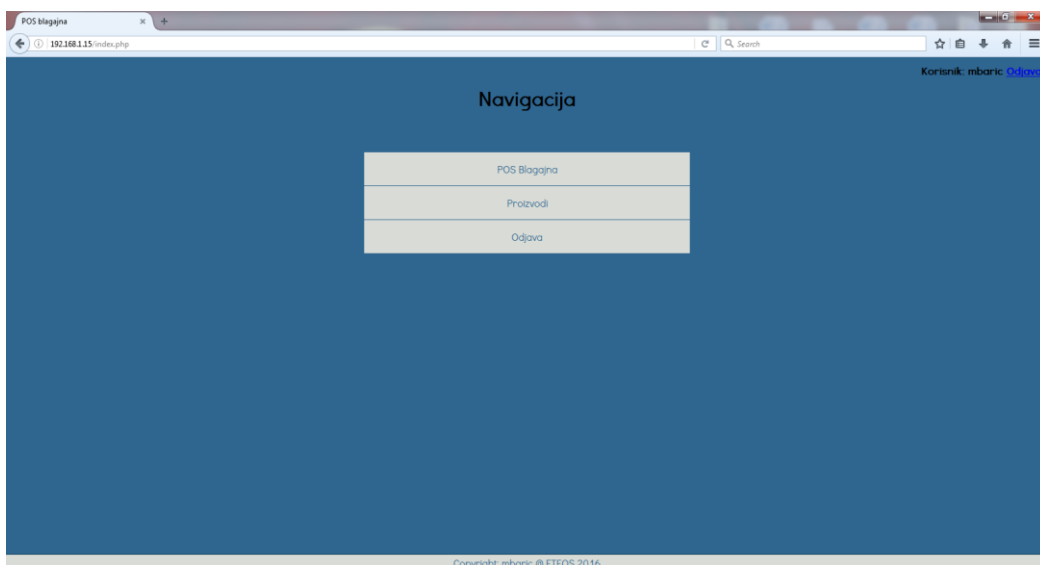 POS blagajna
192.168.1.15/index.php
Search
Korisnik: mbaric Odjava
Navigacija
POS Blagajna
Proizvodi
Odjava
Copyright: mbaric @ ETFOS 2016